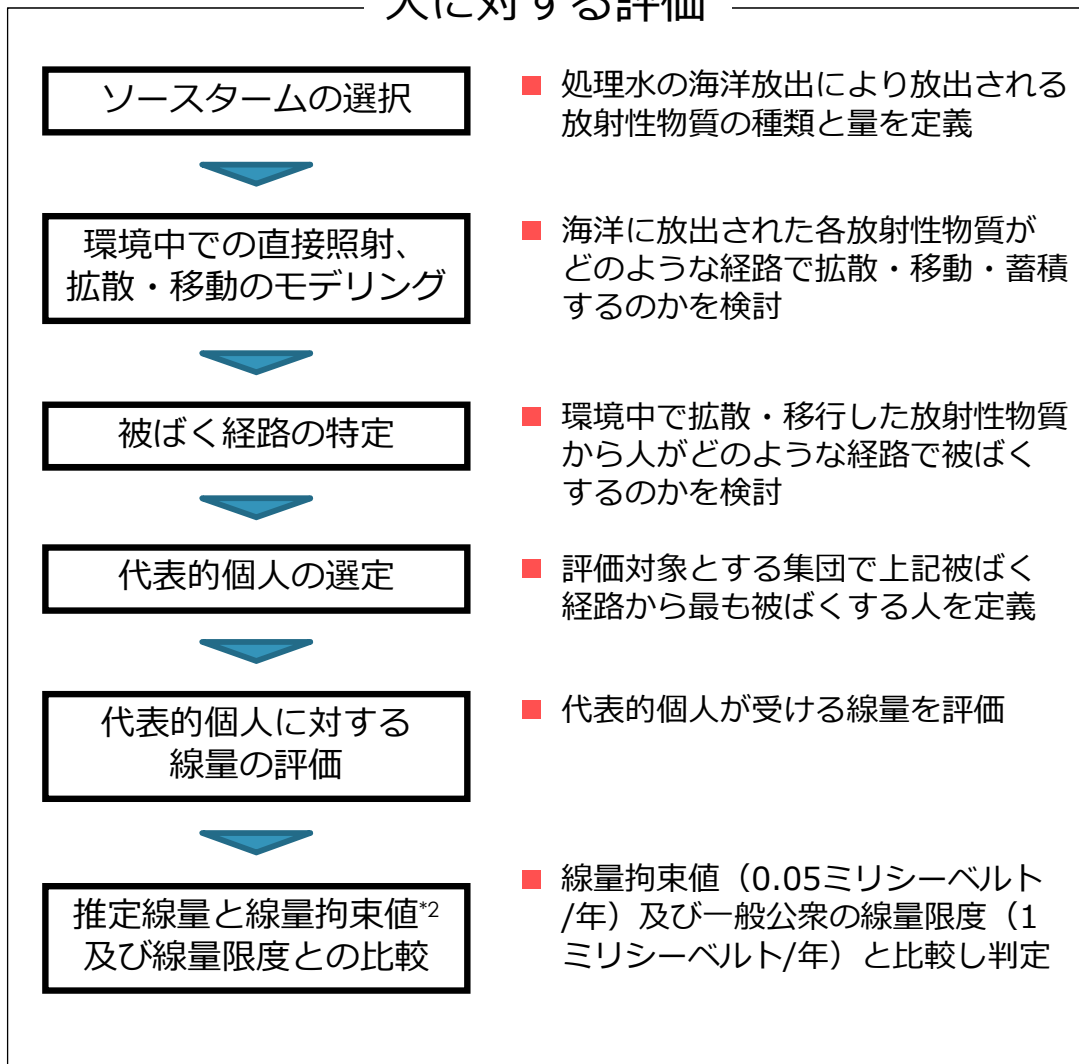 人に対する評価
ソースタームの選択
■ 処理水の海洋放出により放出される
放射性物質の種類と量を定義
環境中での直接照射、
拡散・移動のモデリング
■ 海洋に放出された各放射性物質が
どのような経路で拡散・移動・蓄積
するのかを検討
被ばく経路の特定
■ 環境中で拡散・移行した放射性物質
から人がどのような経路で被ばく
するのかを検討
代表的個人の選定
■ 評価対象とする集団で上記被ばく
経路から最も被ばくする人を定義
代表的個人に対する
線量の評価
■ 代表的個人が受ける線量を評価
推定線量と線量拘束値*2
及び線量限度との比較
■ 線量拘束値（0.05ミリシーベルト
/年）及び一般公衆の線量限度（1
ミリシーベルト/年）と比較し判定